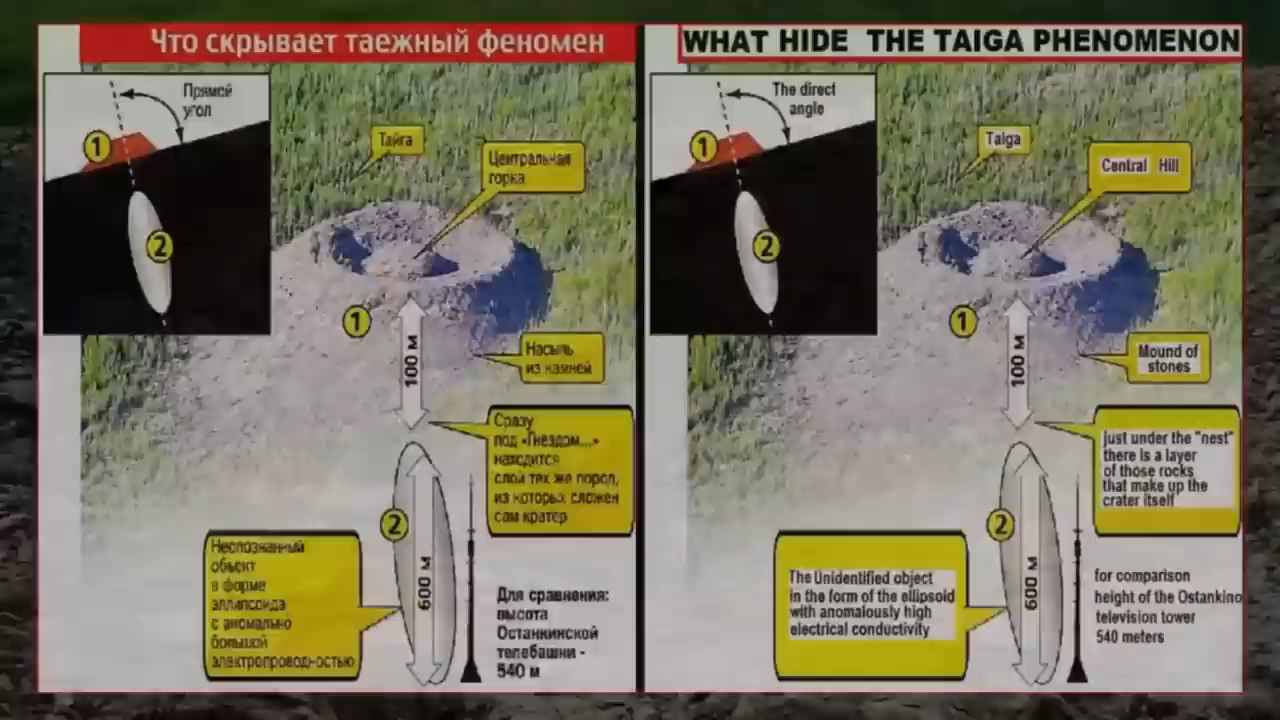 Что скрывает таежный феномен
Прямой
угол
1
2
Тайга
Центральная
горка
1
100 м
Насыпь
из камней
Сразу
под «Гнездом...»
находится
слой тех же пород,
из которых сложен
сам кратер
2
600 м
Неспознанный
объект
в форме
эллипсоида
с аномально
большой
электропроводностью
Для сравнения:
высота
Останкинской
телебашни -
540 м
WHAT HIDE THE TAIGA PHENOMENON
The direct
angle
1
2
Taiga
Central Hill
1
100 м
Mound of
stones
just under the "nest"
there is a layer
of those rocks
that make up the
crater itself
2
600 м
The Unidentified object
in the form of the ellipsoid
with anomalously high
electrical conductivity
for comparison
height of the Ostankino
television tower
540 meters